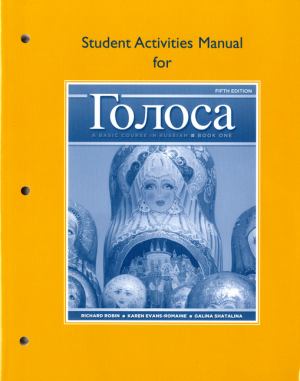 Student Activities Manual
for
FIFTH EDITION
Голоса
A BASIC COURSE IN RUSSIAN ■ BOOK ONE
RICHARD ROBIN ■ KAREN EVANS-ROMAINE ■ GALINA SHATALINA